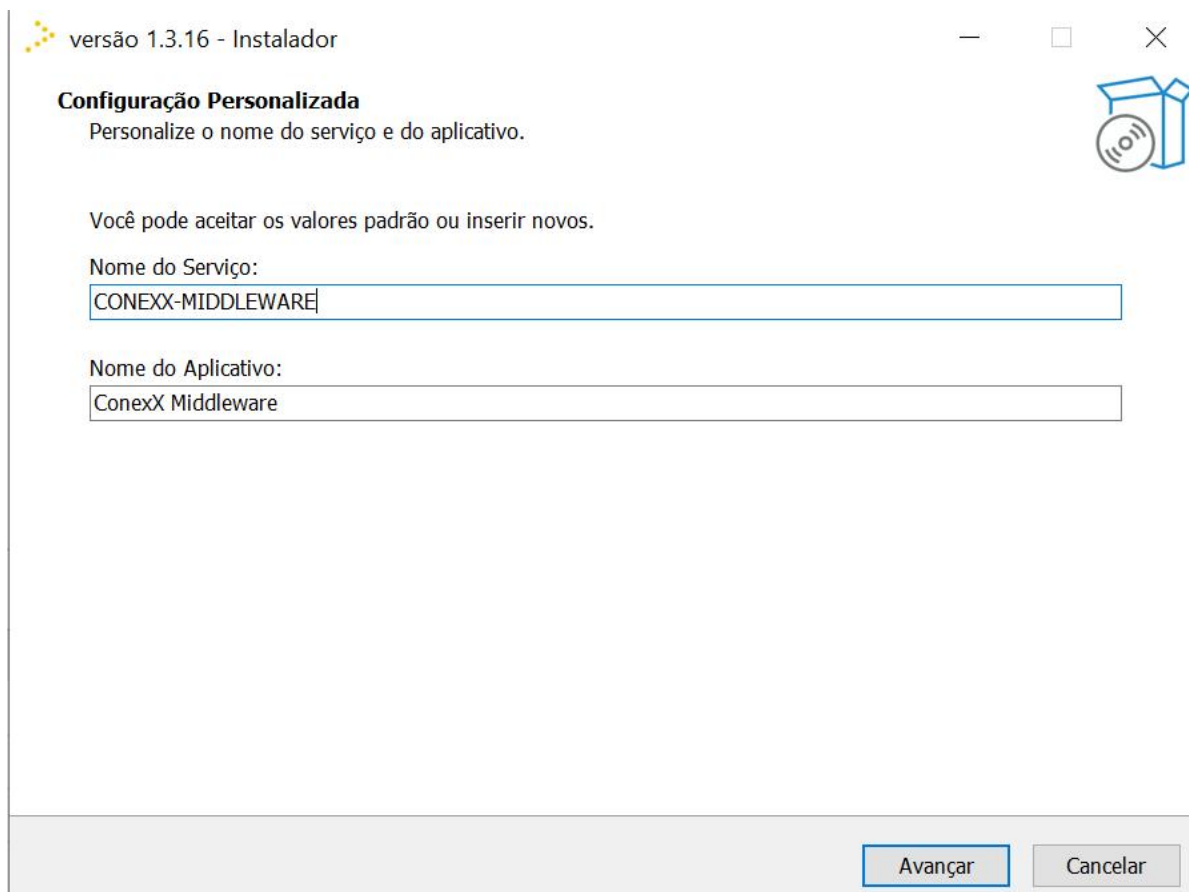 versão 1.3.16 - Instalador
Configuração Personalizada
Personalize o nome do serviço e do aplicativo.
Você pode aceitar os valores padrão ou inserir novos.
Nome do Serviço:
CONEXX-MIDDLEWARE
Nome do Aplicativo:
ConexX Middleware
Avançar
Cancelar